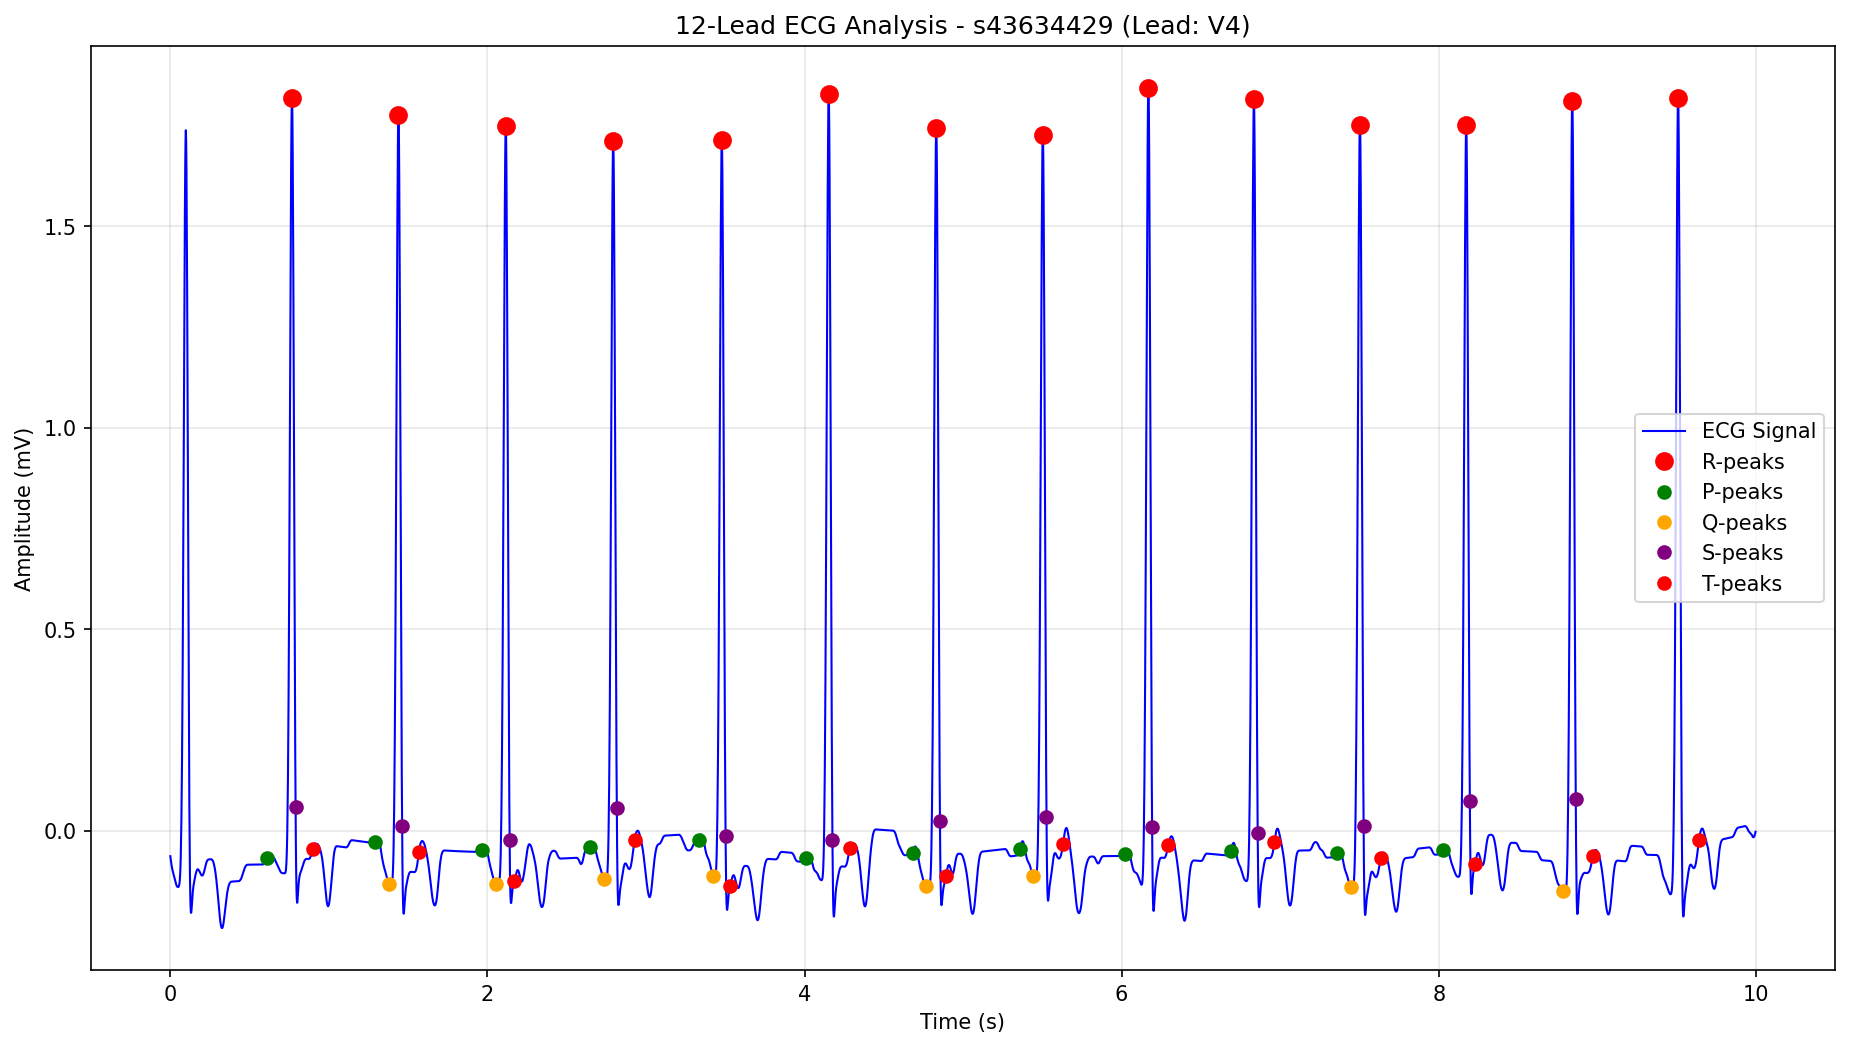 12-Lead ECG Analysis - s43634429 (Lead: V4)
Amplitude (mV)
1.5
1.0
0.5
0.0
ECG Signal
R-peaks
P-peaks
Q-peaks
S-peaks
T-peaks
0 2 4 6 8 10
Time (s)